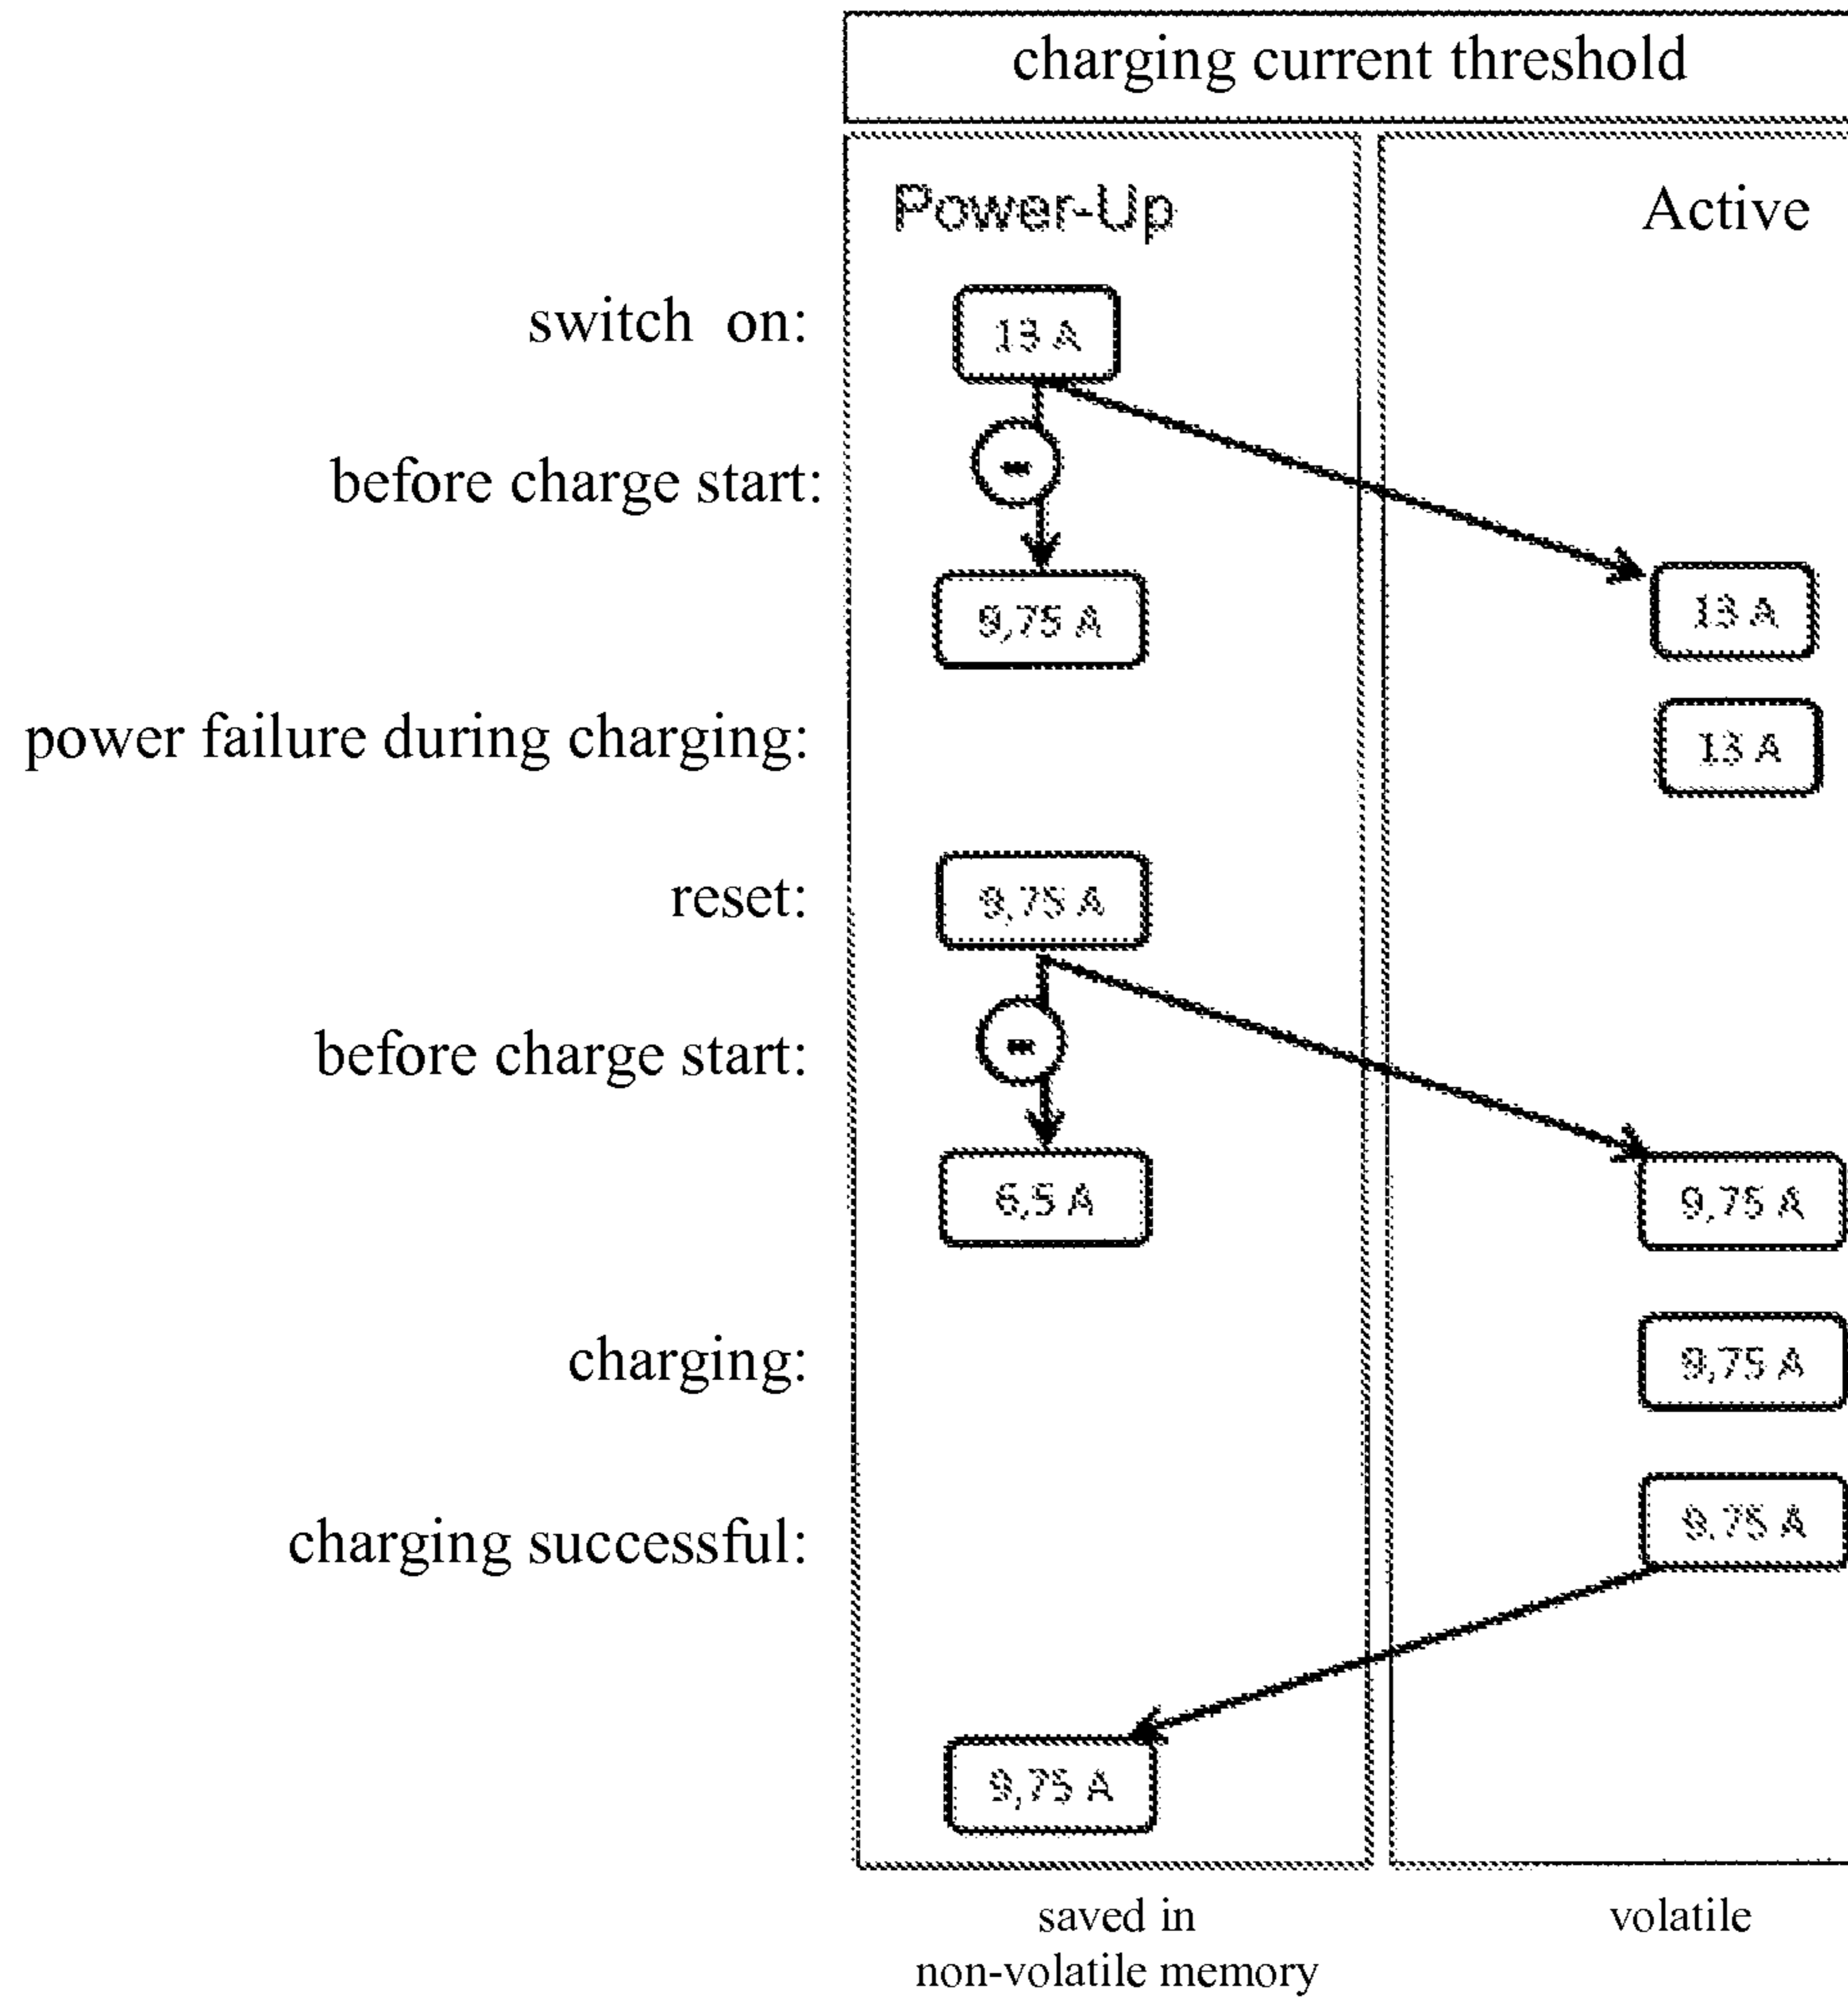 charging current threshold
Power-Up
Active
switch on:
13 A
before charge start:
9,75 A
13 A
power failure during charging:
13 A
reset:
9,75 A
before charge start:
6,5 A
9,75 A
charging:
9,75 A
charging successful:
9,75 A
9,75 A
saved in
non-volatile memory
volatile